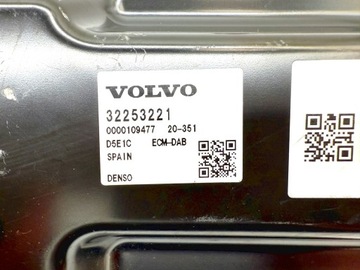 VOLVO
32253221
0000109477 20-351
D5E1C ECM-DAB
SPAIN
DENSO